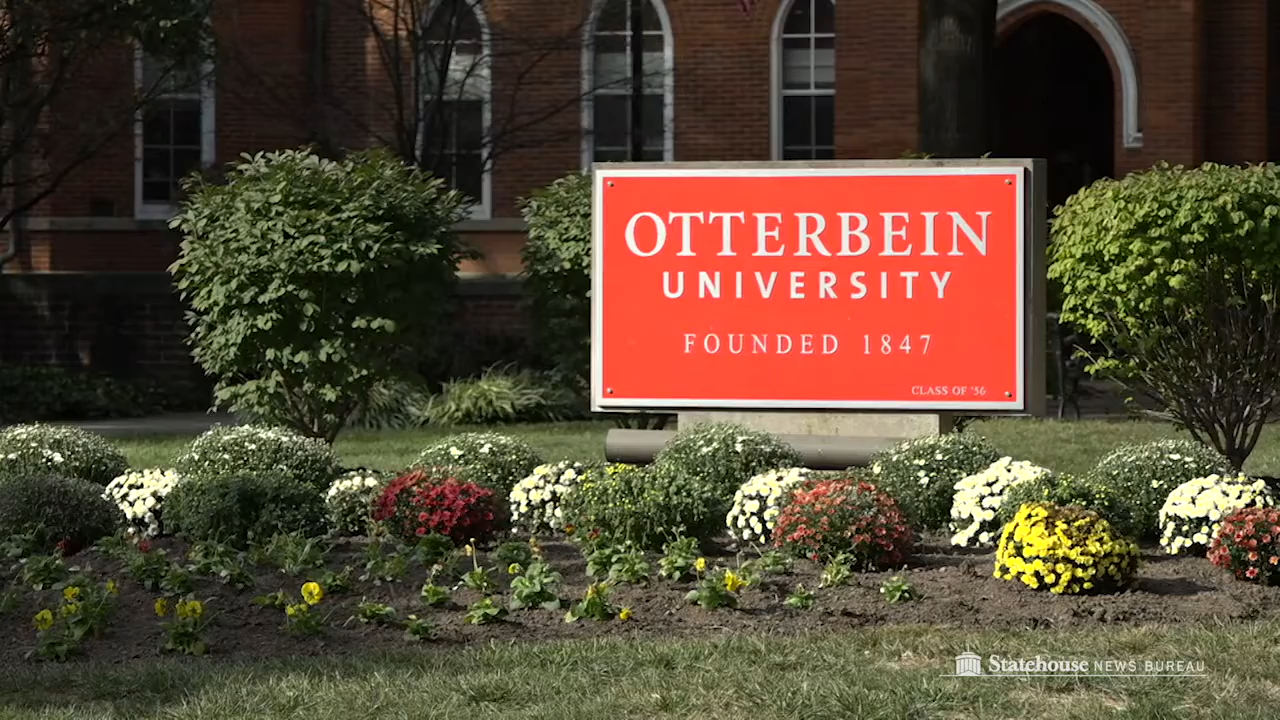 OTTERBEIN
UNIVERSITY
FOUNDED 1847
CLASS OF '56
Statehouse NEWS BUREAU